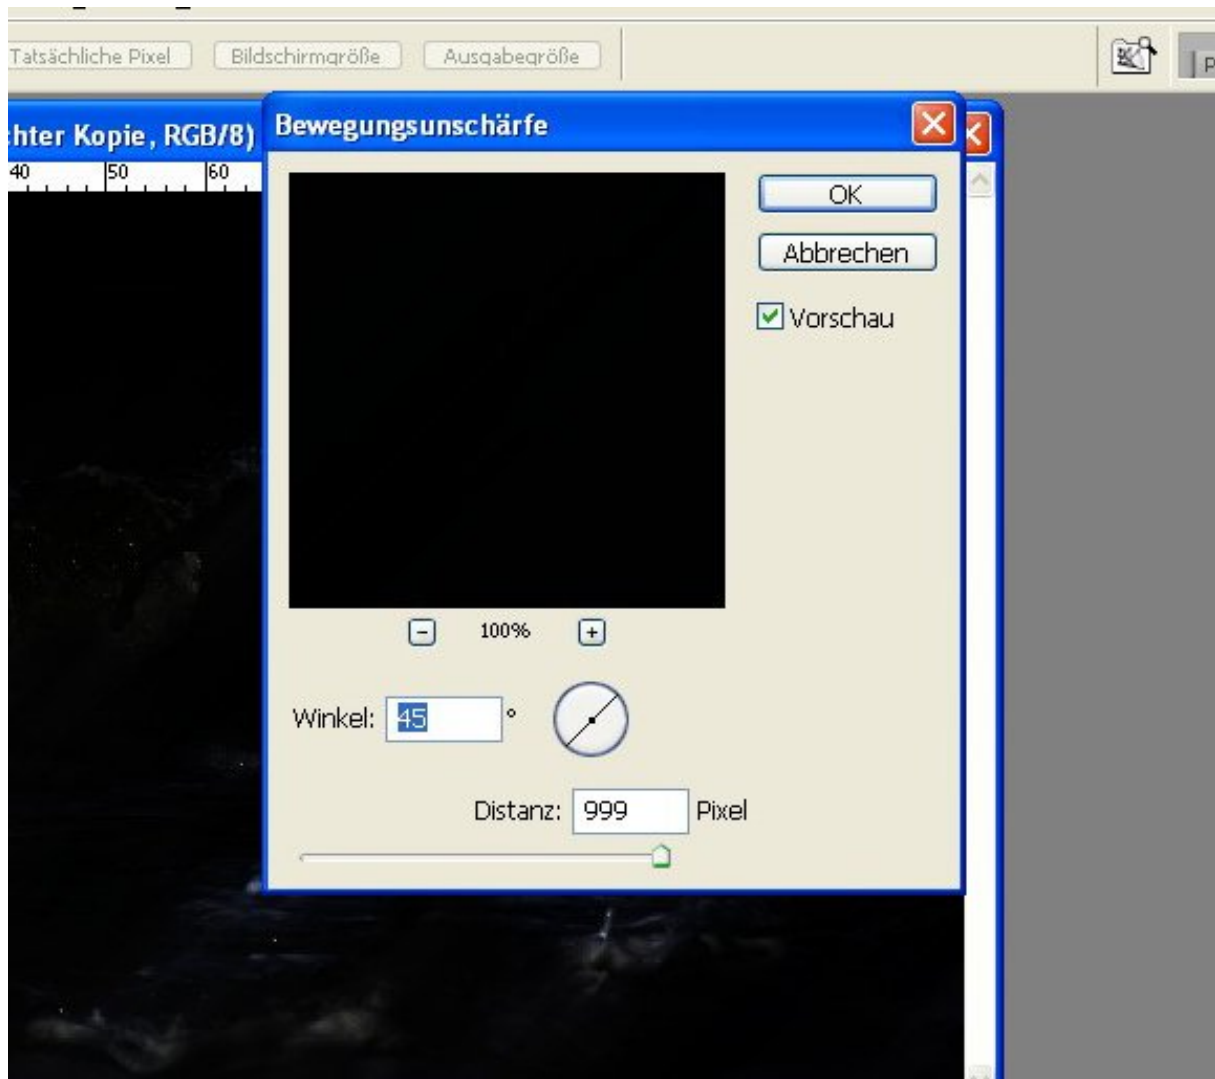 Tatsächliche Pixel Bildschirmgröße Ausgabegröße
P
hter Kopie, RGB/8)
Bewegungsunschärfe
40 50 60
OK
Abbrechen
Vorschau
100%
Winkel: 45 °
Distanz: 999 Pixel